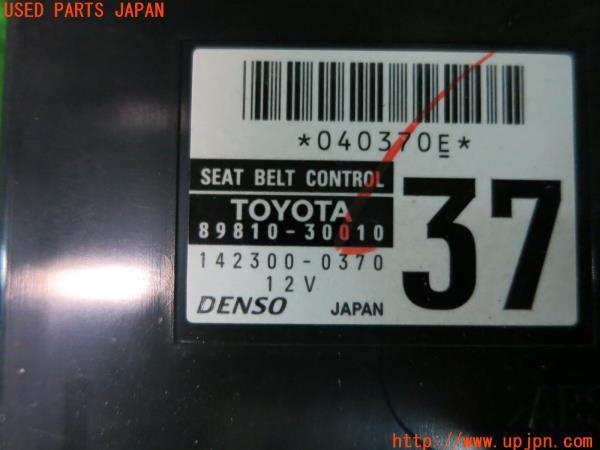 USED PARTS JAPAN
*040370E*
SEAT BELT CONTROL
TOYOTA
89810-30010
37
142300-0370
12V
DENSO JAPAN
http://www.upjpn.com